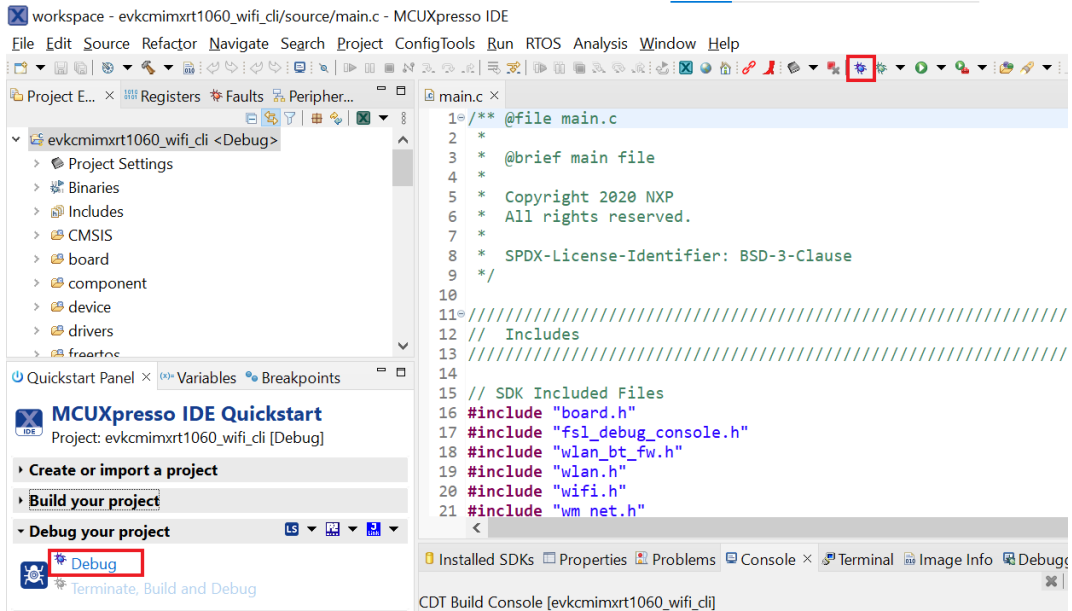 workspace - evkcmimxrt1060_wifi_cli/source/main.c - MCUXpresso IDE
File Edit Source Refactor Navigate Search Project ConfigTools Run RTOS Analysis Window Help
Project E... Registers Faults Peripher...
main.c
evkcmimxrt1060_wifi_cli <Debug>
Project Settings
Binaries
Includes
CMSIS
board
component
device
drivers
freertos
1 /** @file main.c
2 *
3 * @brief main file
4 *
5 * Copyright 2020 NXP
6 * All rights reserved.
7 *
8 * SPDX-License-Identifier: BSD-3-Clause
9 */
10
11 /////////////////////////////////////////////////////////////////
12 // Includes
13 /////////////////////////////////////////////////////////////////
14
15 // SDK Included Files
16 #include "board.h"
17 #include "fsl_debug_console.h"
18 #include "wlan_bt_fw.h"
19 #include "wlan.h"
20 #include "wifi.h"
21 #include "wm_net.h"
Quickstart Panel (x)= Variables Breakpoints
IDE
MCUXpresso IDE Quickstart
Project: evkcmimxrt1060_wifi_cli [Debug]
Create or import a project
Build your project
Debug your project LS
Debug
Terminate, Build and Debug
Installed SDKs Properties Problems Console Terminal Image Info Debugg
CDT Build Console [evkcmimxrt1060_wifi_cli]